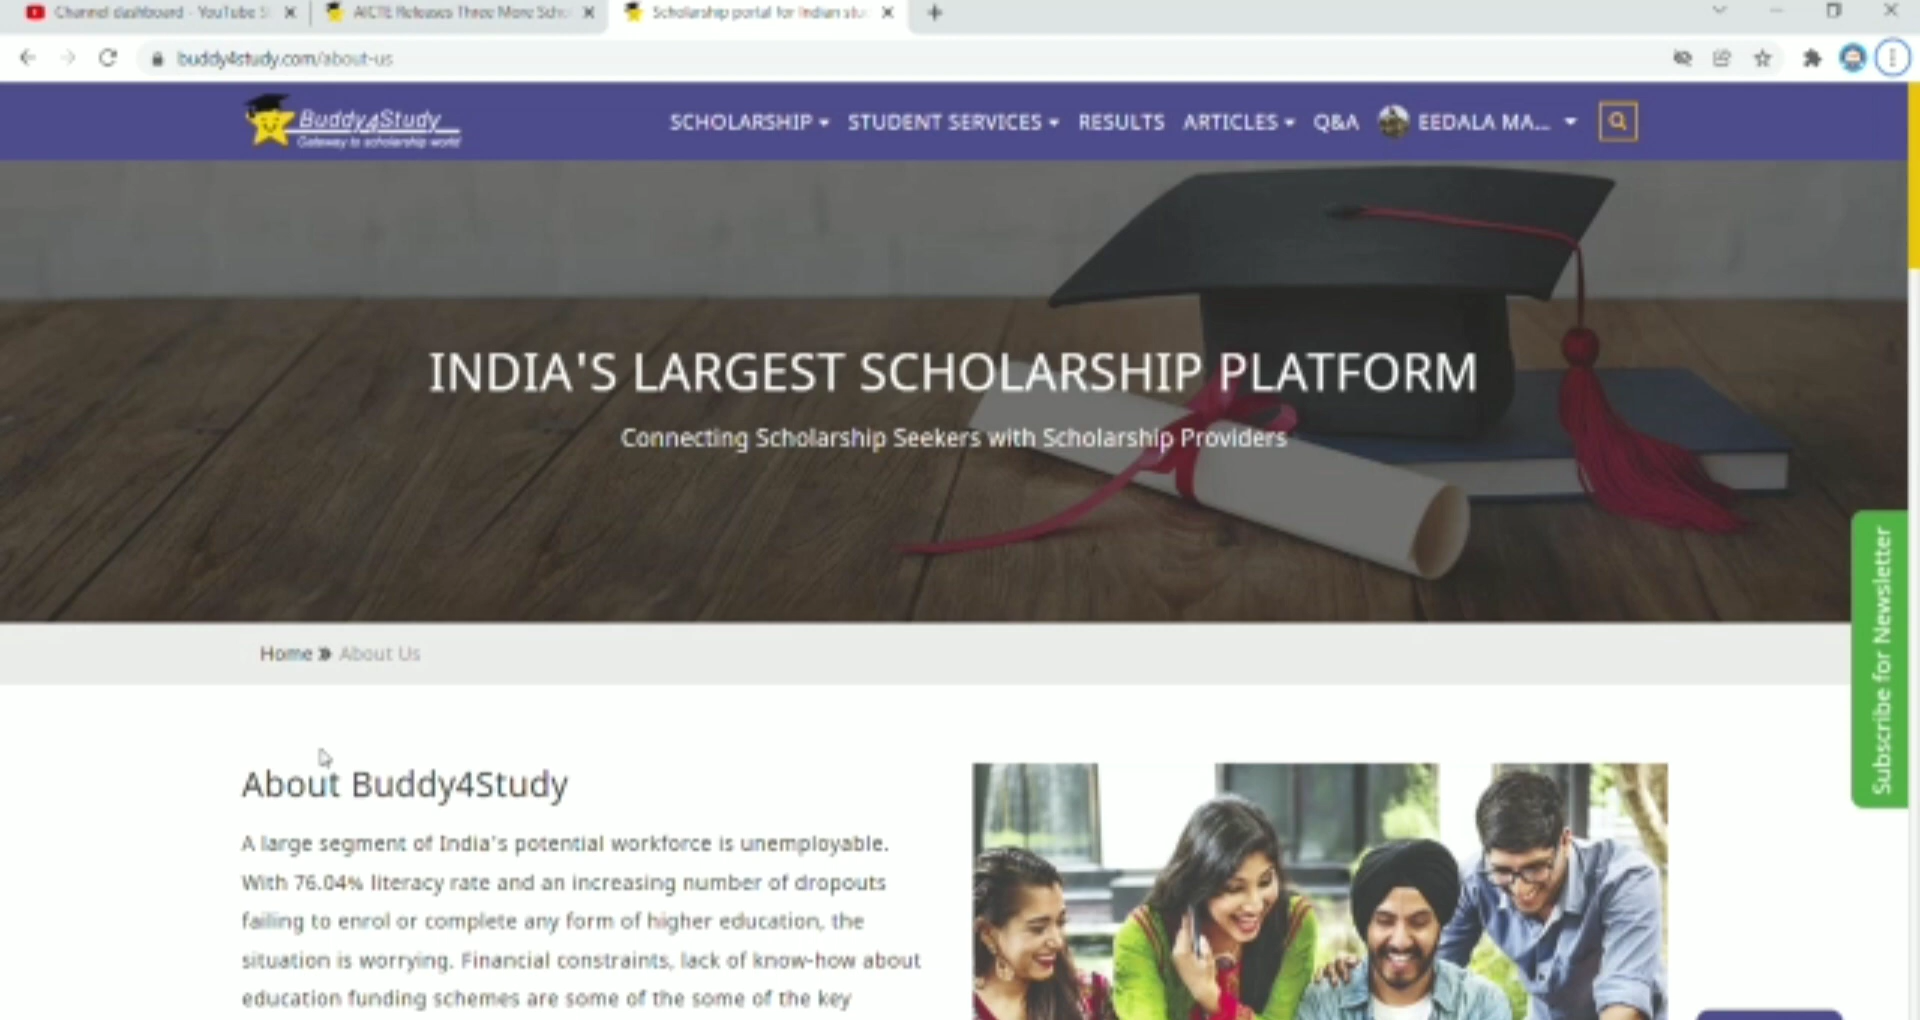 Channel dashboard - YouTube S
AICTE Releases Three More Scho
Scholarship portal for Indian stu
buddy4study.com/about-us
Buddy4Study
Gateway to scholarship world
SCHOLARSHIP
STUDENT SERVICES
RESULTS
ARTICLES
Q&A
EEDALA MA...
INDIA'S LARGEST SCHOLARSHIP PLATFORM
Connecting Scholarship Seekers with Scholarship Providers
Subscribe for Newsletter
Home » About Us
About Buddy4Study
A large segment of India's potential workforce is unemployable.
With 76.04% literacy rate and an increasing number of dropouts
failing to enrol or complete any form of higher education, the
situation is worrying. Financial constraints, lack of know-how about
education funding schemes are some of the some of the key